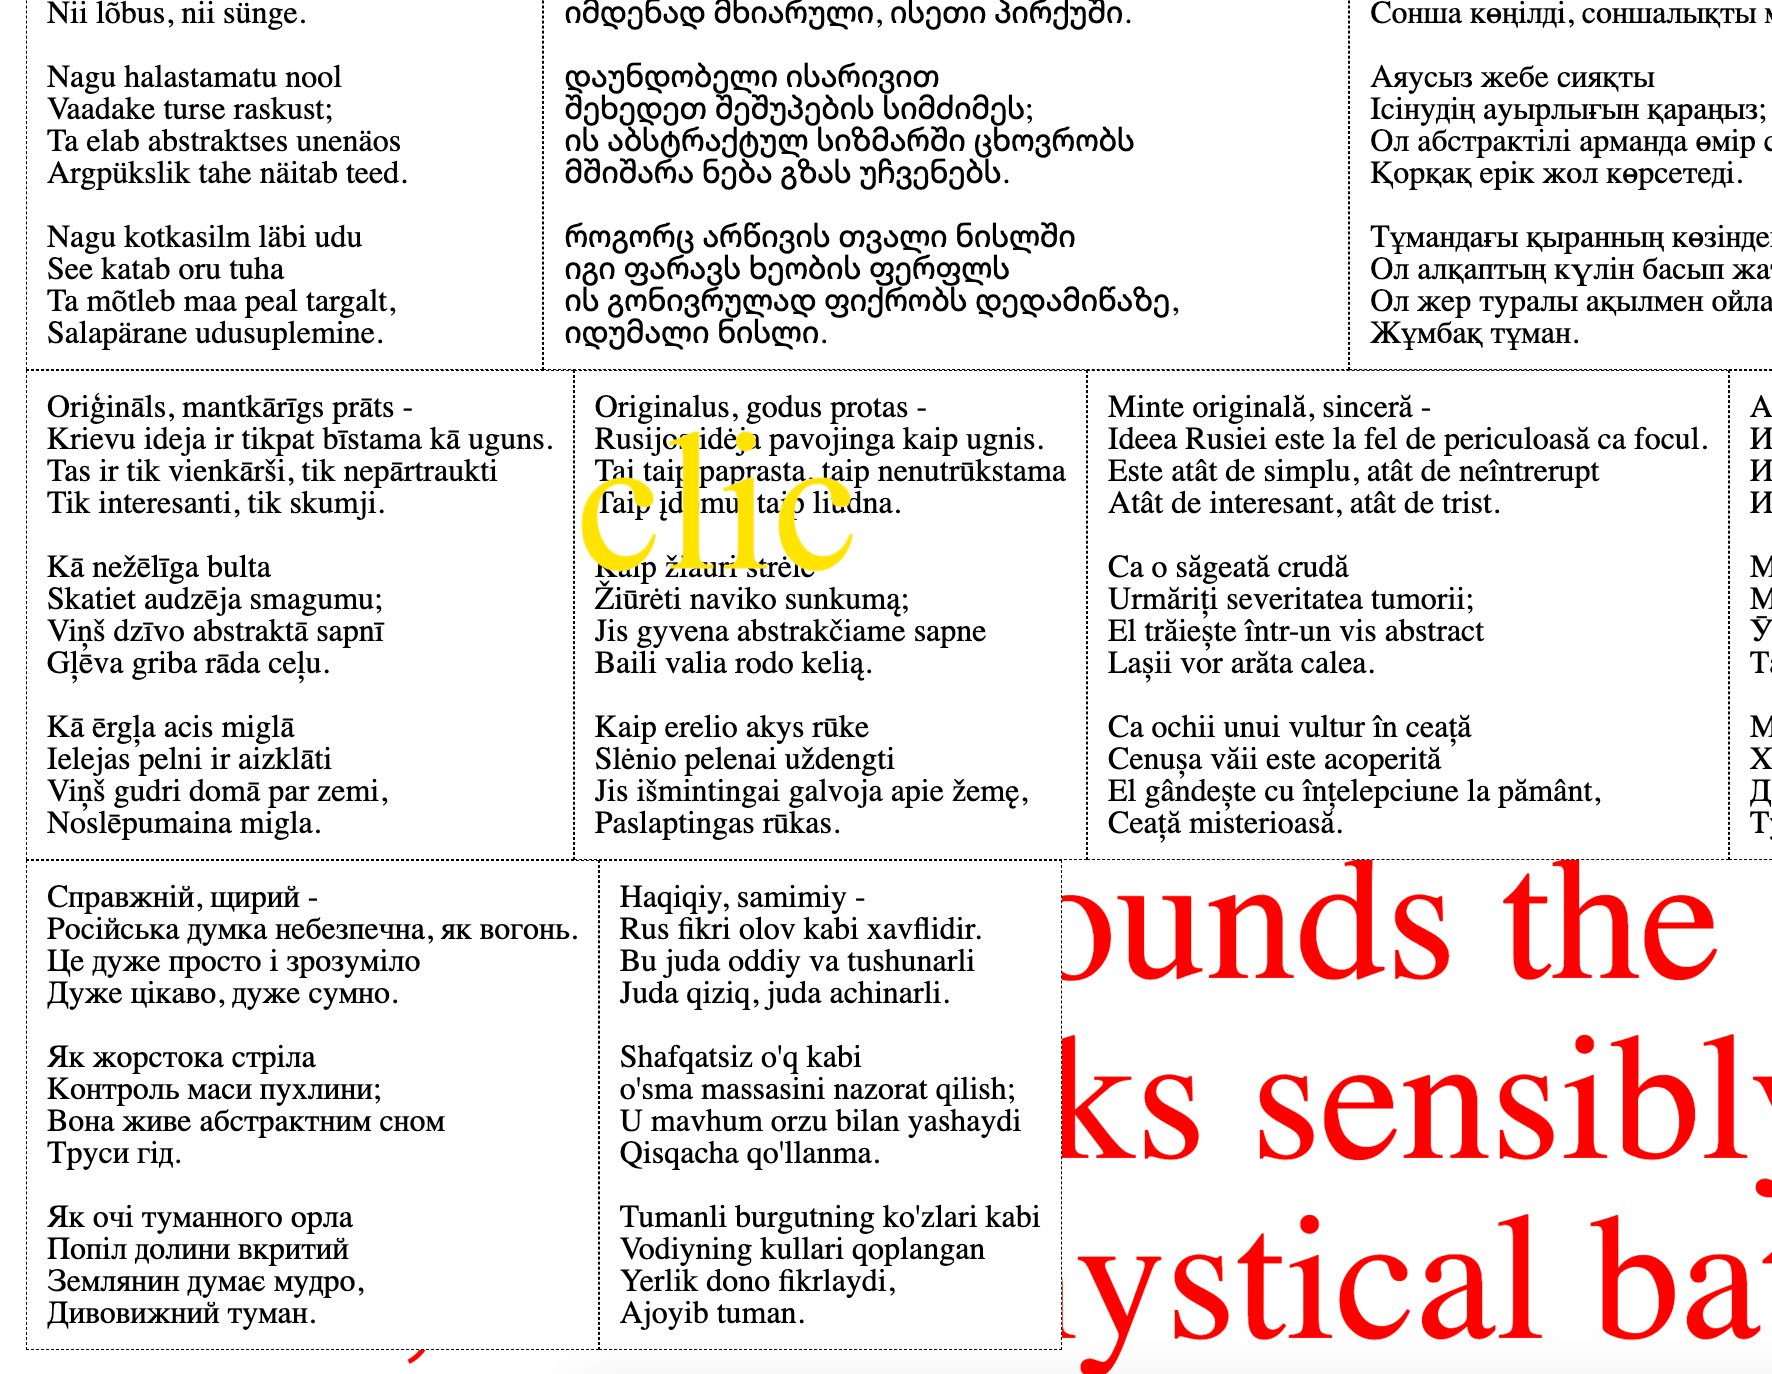 Nii lõbus, nii sünge.
Nagu halastamatu nool
Vaadake turse raskust;
Ta elab abstraktses unenäos
Argpükslik tahe näitab teed.
Nagu kotkasilm läbi udu
See katab oru tuha
Ta mõtleb maa peal targalt,
Salapärane udusuplemine.
იმდენად მხიარული, ისეთი პირქუში.
დაუნდობელი ისარივით
შეხედეთ შეშუპების სიმძიმეს;
ის აბსტრაქტულ სიზმარში ცხოვრობს
მშიშარა ნება გზას უჩვენებს.
როგორც არწივის თვალი ნისლში
იგი ფარავს ხეობის ფერფლს
ის გონივრულად ფიქრობს დედამიწაზე,
იდუმალი ნისლი.
Сонша көңілді, соншалықты
Аяусыз жебе сияқты
Ісінудің ауырлығын қараңыз;
Ол абстрактілі арманда өмір
Қорқақ ерік жол көрсетеді.
Тұмандағы қыранның
Ол алқаптың күлін басып
Ол жер туралы ақылмен
Жұмбақ тұман.
Oriģināls, mantkārīgs prāts -
Krievu ideja ir tikpat bīstama kā uguns.
Tas ir tik vienkārši, tik nepārtraukti
Tik interesanti, tik skumji.
Kā nežēlīga bulta
Skatiet audzēja smagumu;
Viņš dzīvo abstraktā sapnī
Gļēva griba rāda ceļu.
Kā ērgļa acis miglā
Ielejas pelni ir aizklāti
Viņš gudri domā par zemi,
Noslēpumaina migla.
Originalus, godus protas -
Rusijos idėja pavojinga kaip ugnis.
Tai taip paprasta, taip nenutrūkstama
Taip įdomu, taip liūdna.
clic
Kaip žiauri strėlė
Žiūrėti naviko sunkumą;
Jis gyvena abstrakčiame sapne
Baili valia rodo kelią.
Kaip erelio akys rūke
Slėnio pelenai uždengti
Jis išmintingai galvoja apie žemę,
Paslaptingas rūkas.
Minte originală, sinceră -
Ideea Rusiei este la fel de periculoasă ca focul.
Este atât de simplu, atât de neîntrerupt
Atât de interesant, atât de trist.
Ca o săgeată crudă
Urmăriți severitatea tumorii;
El trăiește într-un vis abstract
Lașii vor arăta calea.
Ca ochii unui vultur în ceață
Cenușa văii este acoperită
El gândește cu înțelepciune la pământ,
Ceață misterioasă.
Справжній, щирий -
Російська думка небезпечна, як вогонь.
Це дуже просто і зрозуміло
Дуже цікаво, дуже сумно.
Як жорстока стріла
Контроль маси пухлини;
Вона живе абстрактним сном
Труси гід.
Як очі туманного орла
Попіл долини вкритий
Землянин думає мудро,
Дивовижний туман.
Haqiqiy, samimiy -
Rus fikri olov kabi xavflidir.
Bu juda oddiy va tushunarli
Juda qiziq, juda achinarli.
Shafqatsiz o'q kabi
o'sma massasini nazorat qilish;
U mavhum orzu bilan yashaydi
Qisqacha qo'llanma.
Tumanli burgutning ko'zlari kabi
Vodiyning kullari qoplangan
Yerlik dono fikrlaydi,
Ajoyib tuman.
ounds the
ks sensibly
ystical bat